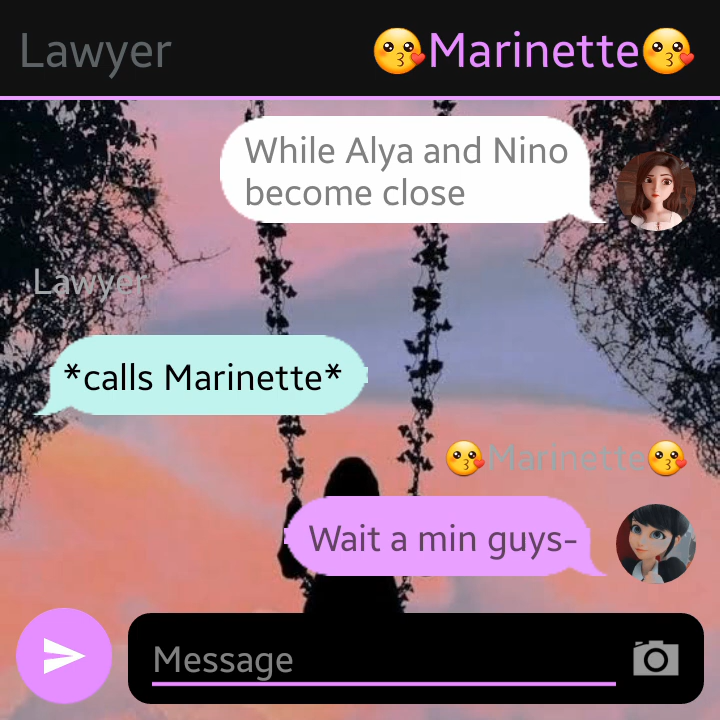 Lawyer
😗Marinette😗
While Alya and Nino
become close
Lawyer
*calls Marinette*
😗Marinette😗
Wait a min guys-
Message